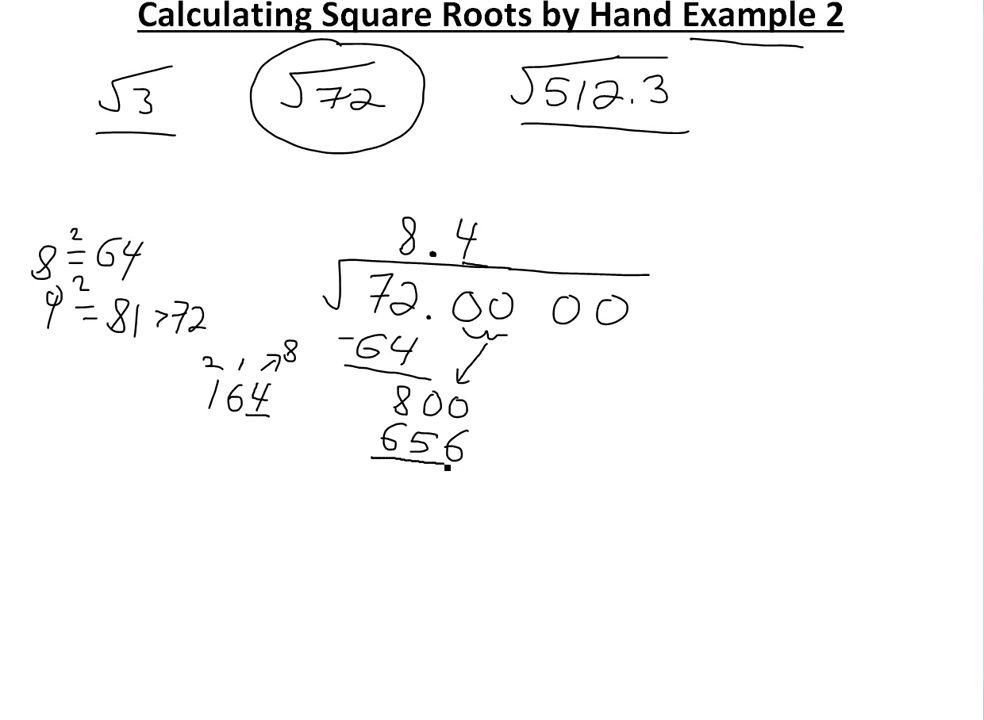 Calculating Square Roots by Hand Example 2
√3 √72 √512.3
8.4
8² = 64
√72.00 00
9² = 81 > 72
-64
2 1 8
164
800
656